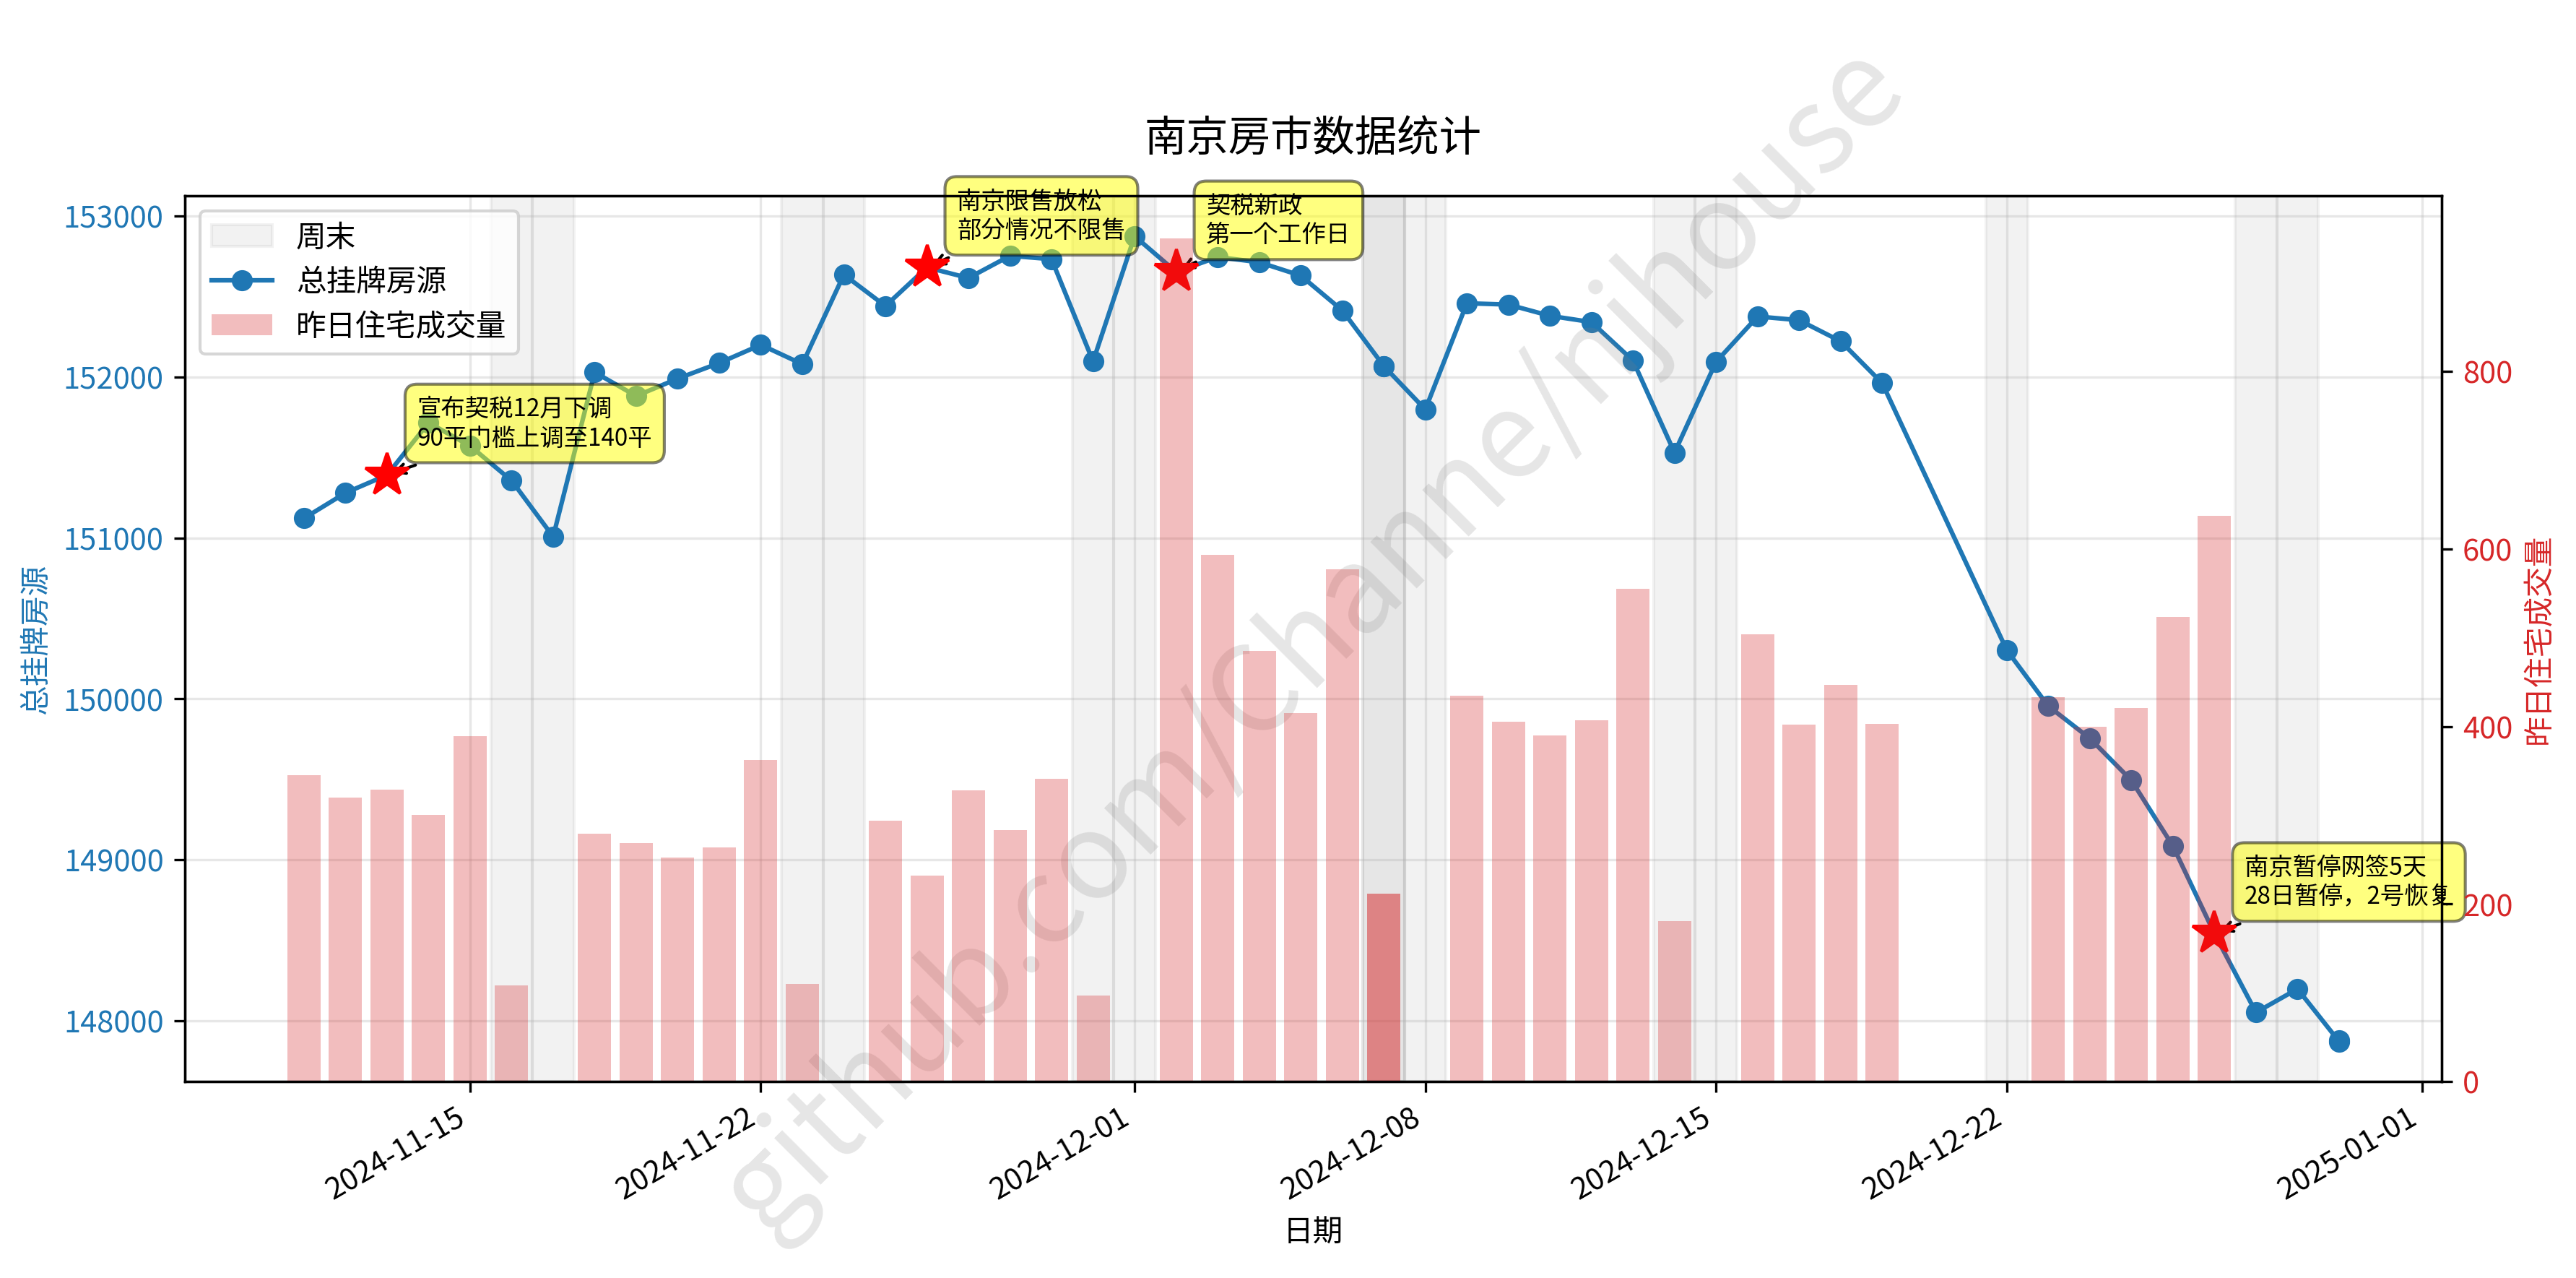 南京房市数据统计
南京限售放松
部分情况不限售
契税新政
第一个工作日
周末
总挂牌房源
昨日住宅成交量
宣布契税12月下调
90平门槛上调至140平
南京暂停网签5天
28日暂停，2号恢复
153000
152000
151000
150000
149000
148000
总挂牌房源
800
600
400
200
0
昨日住宅成交量
2024-11-15
2024-11-22
2024-12-01
2024-12-08
2024-12-15
2024-12-22
2025-01-01
日期
github.com/Channe/njhouse